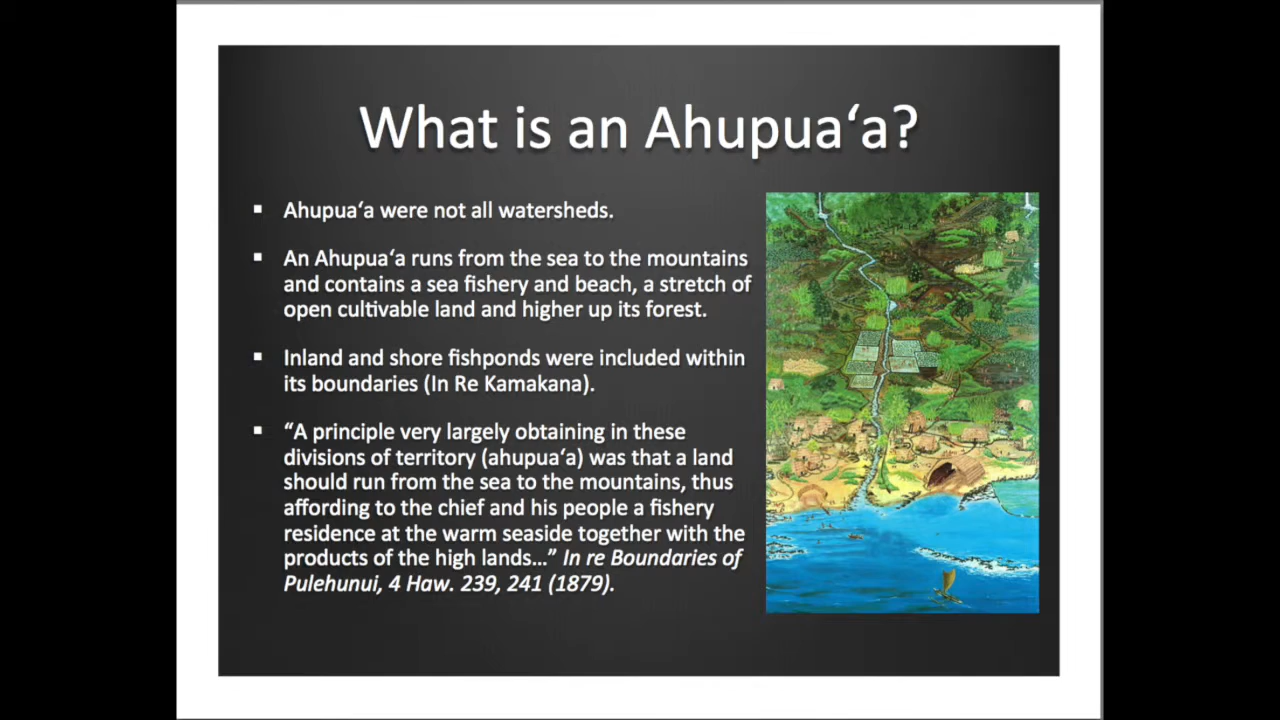 What is an Ahupua‘a?
▪ Ahupua‘a were not all watersheds.
▪ An Ahupua‘a runs from the sea to the mountains
and contains a sea fishery and beach, a stretch of
open cultivable land and higher up its forest.
▪ Inland and shore fishponds were included within
its boundaries (In Re Kamakana).
▪ “A principle very largely obtaining in these
divisions of territory (ahupua‘a) was that a land
should run from the sea to the mountains, thus
affording to the chief and his people a fishery
residence at the warm seaside together with the
products of the high lands…” In re Boundaries of
Pulehunui, 4 Haw. 239, 241 (1879).